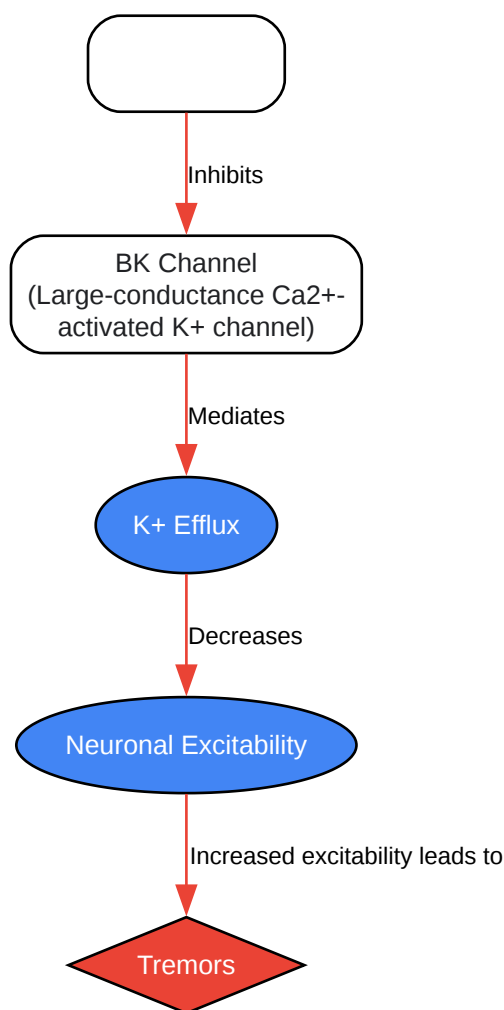 Inhibits
BK Channel
(Large-conductance Ca2+-
activated K+ channel)
Mediates
K+ Efflux
Decreases
Neuronal Excitability
Increased excitability leads to
Tremors